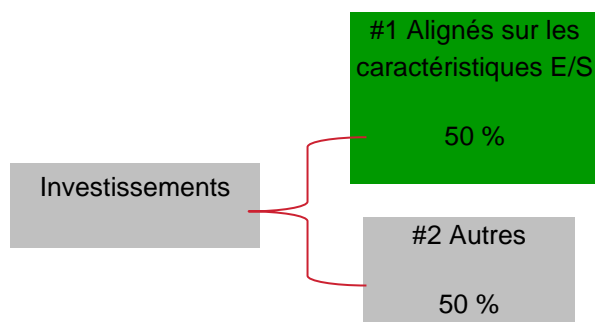 #1 Alignés sur les
caractéristiques E/S
50 %
Investissements
#2 Autres
50 %